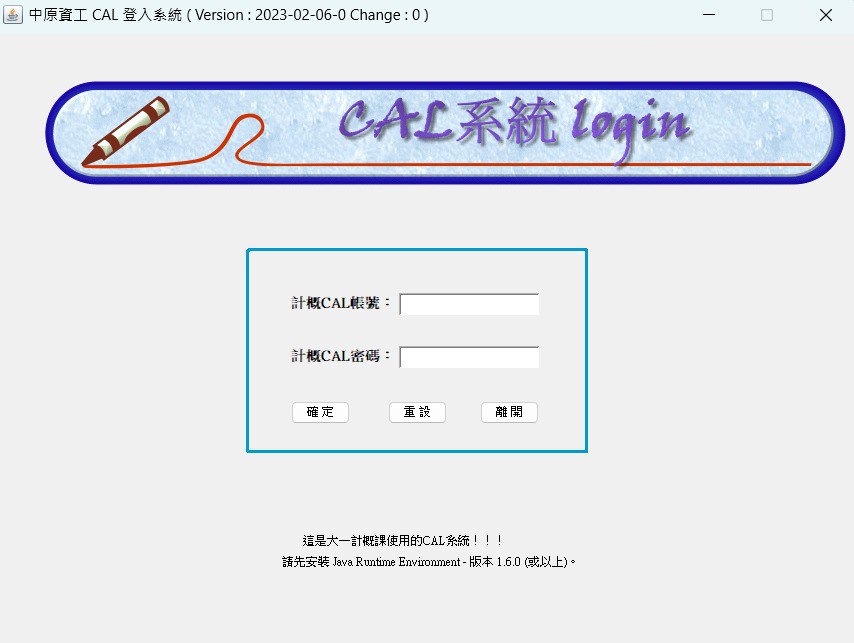 中原資工 CAL 登入系統 ( Version : 2023-02-06-0 Change : 0 )
CAL系統 login
計概CAL帳號：
計概CAL密碼：
確定 重設 離開
這是大一計概課使用的CAL系統！！！
請先安裝 Java Runtime Environment - 版本 1.6.0 (或以上)。